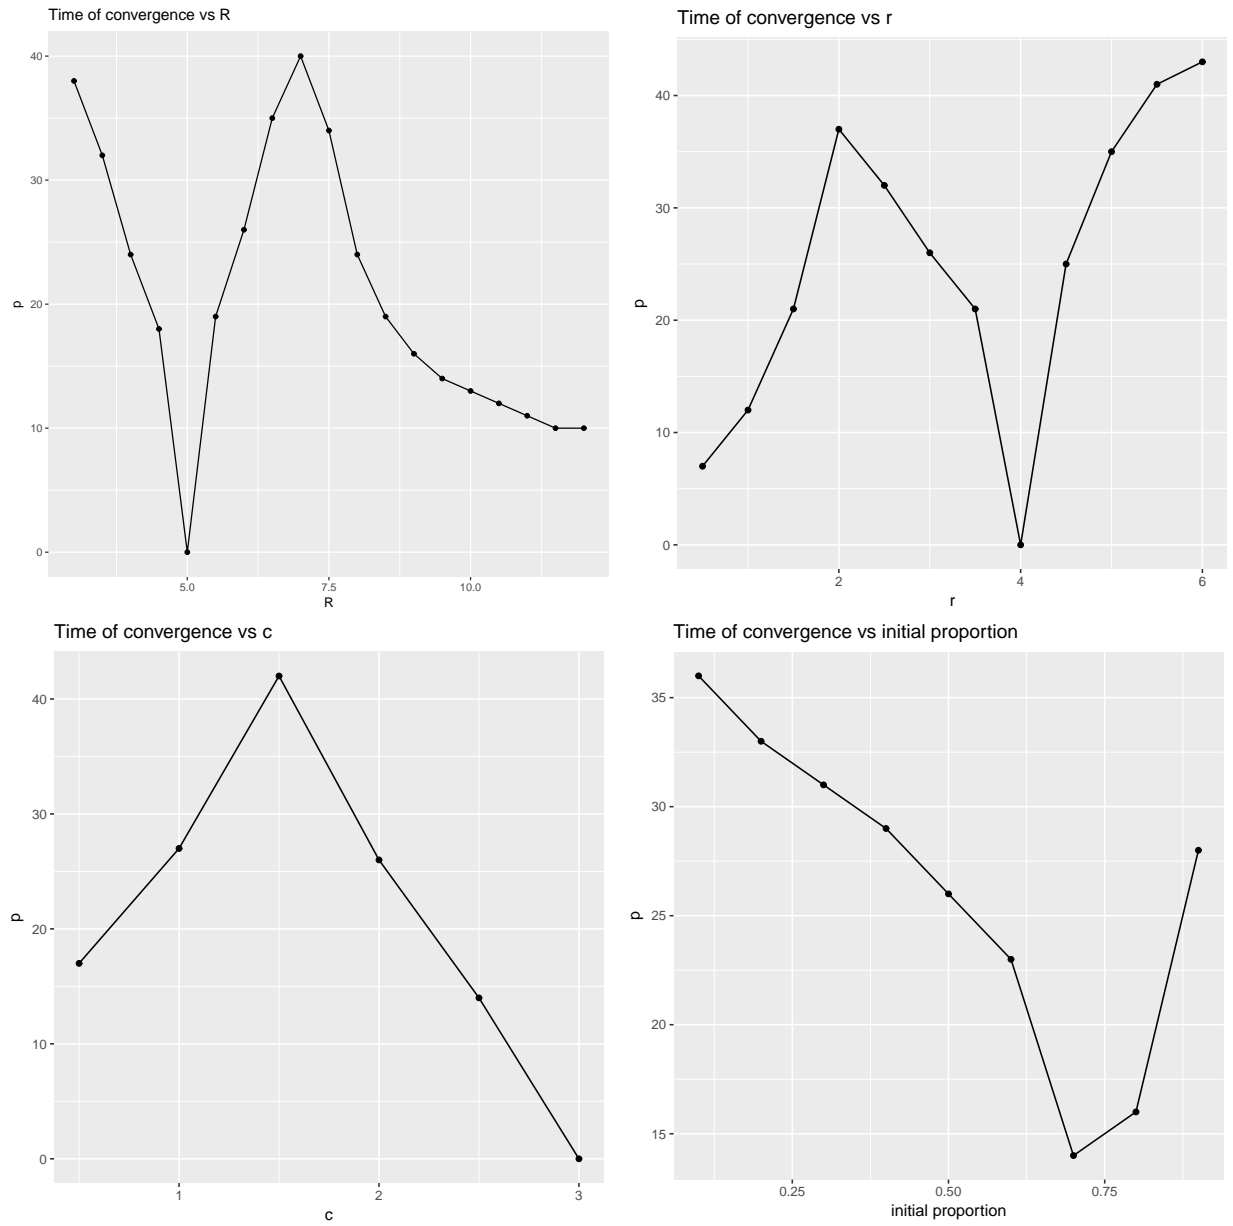 Time of convergence vs R
p
40
30
20
10
0
5.0
7.5
10.0
R
Time of convergence vs r
p
40
30
20
10
0
2
4
6
r
Time of convergence vs c
p
40
30
20
10
0
1
2
3
c
Time of convergence vs initial proportion
p
35
30
25
20
15
0.25
0.50
0.75
initial proportion